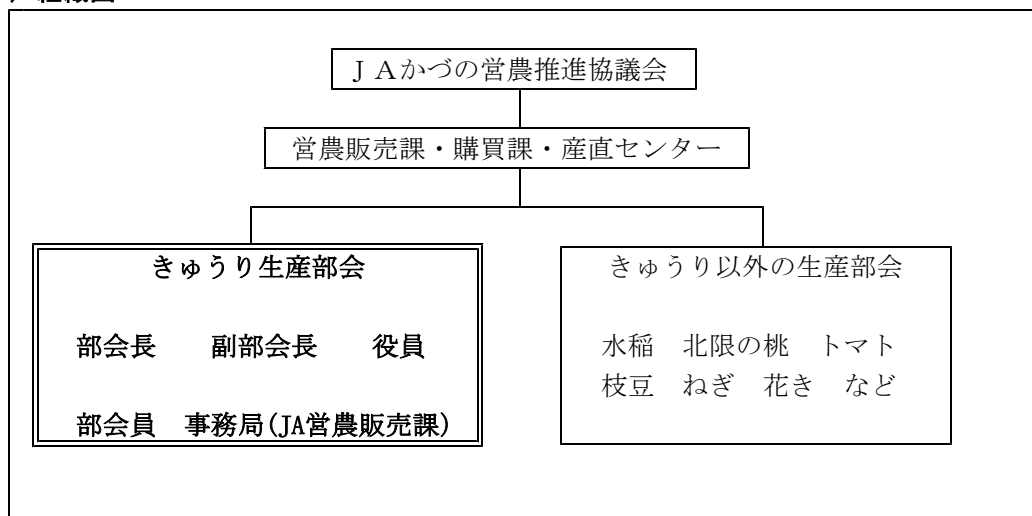 ＪＡかづの営農推進協議会
営農販売課・購買課・産直センター
きゅうり生産部会
部会長　副部会長　役員
部会員　事務局(JA営農販売課)
きゅうり以外の生産部会
水稲　北限の桃　トマト
枝豆　ねぎ　花き　など